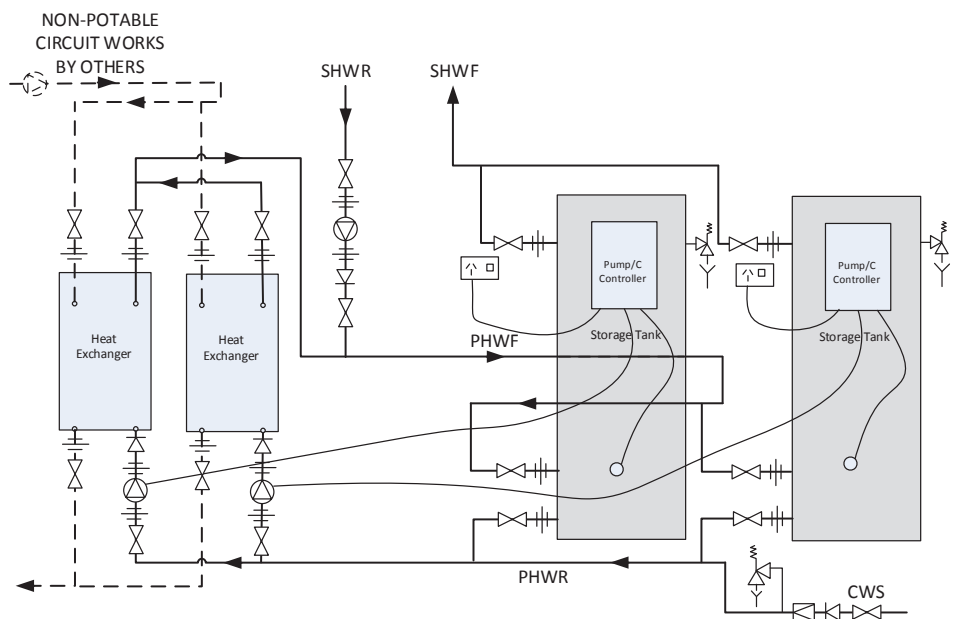 NON-POTABLE
CIRCUIT WORKS
BY OTHERS
SHWR
SHWF
Pump/C
Controller
Pump/C
Controller
Storage Tank
Storage Tank
Heat
Exchanger
Heat
Exchanger
PHWF
PHWR
CWS